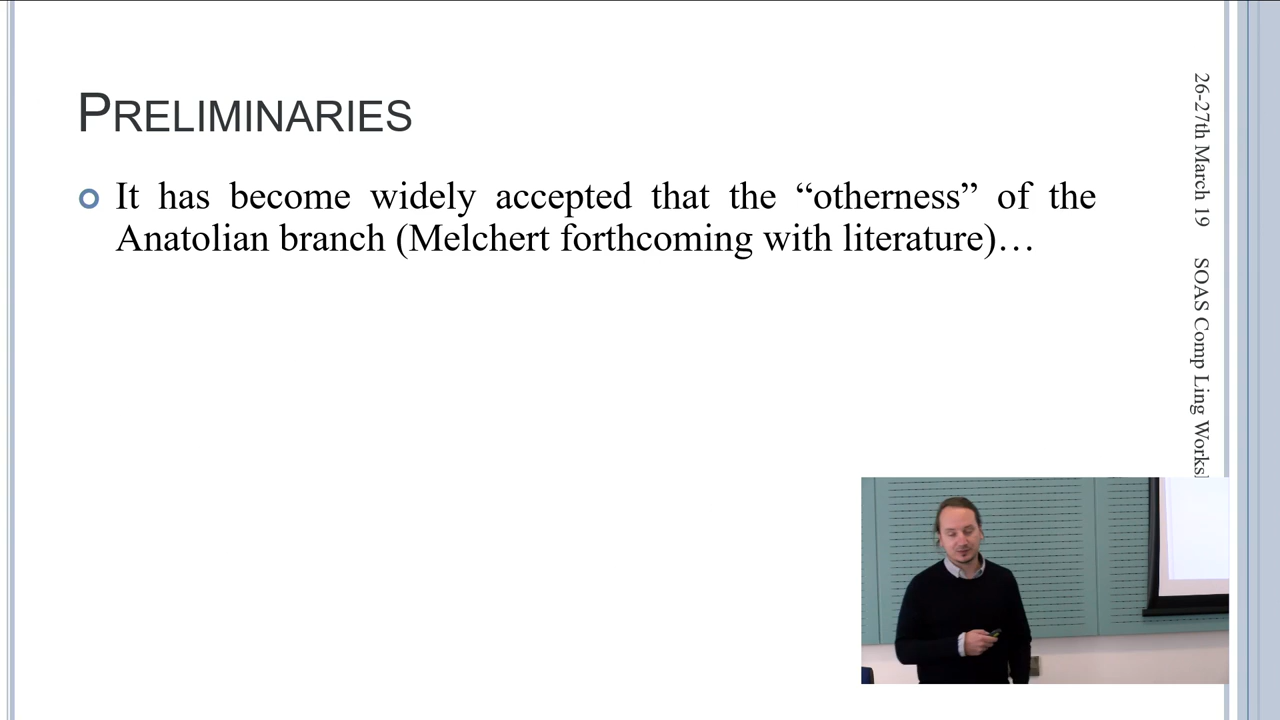 PRELIMINARIES
It has become widely accepted that the “otherness” of the
Anatolian branch (Melchert forthcoming with literature)…
26-27th March 19 SOAS Comp Ling